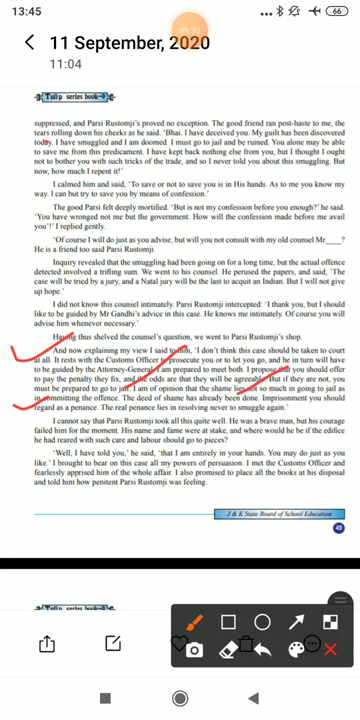 13:45
66
09:30
11 September, 2020
11:04
Tulip series book-9
suppressed, and Parsi Rustomji's proved no exception. The good friend ran post-haste to me, the
tears rolling down his cheeks as he said. 'Bhai. I have deceived you. My guilt has been discovered
today. I have smuggled and I am doomed. I must go to jail and be ruined. You alone may be able
to save me from this predicament. I have kept back nothing else from you, but I thought I ought
not to bother you with such tricks of the trade, and so I never told you about this smuggling. But
now, how much I repent it!'
I calmed him and said, 'To save or not to save you is in His hands. As to me you know my
way. I can but try to save you by means of confession.'
The good Parsi felt deeply mortified. 'But is not my confession before you enough?' he said.
'You have wronged not me but the government. How will the confession made before me avail
you'!' I replied gently.
'Of course I will do just as you advise, but will you not consult with my old counsel Mr____?
He is a friend too said Parsi Rustomji.
Inquiry revealed that the smuggling had been going on for a long time, but the actual offence
detected involved a trifling sum. We went to his counsel. He perused the papers, and said, 'The
case will be tried by a jury, and a Natal jury will be the last to acquit an Indian. But I will not give
up hope.'
I did not know this counsel intimately. Parsi Rustomji intercepted: 'I thank you, but I should
like to be guided by Mr Gandhi's advice in this case. He knows me intimately. Of course you will
advise him whenever necessary.'
Having thus shelved the counsel's question, we went to Parsi Rustomji's shop.
And now explaining my view I said to him, 'I don't think this case should be taken to court
at all. It rests with the Customs Officer to prosecute you or to let you go, and he in turn will have
to be guided by the Attorney-General. I am prepared to meet both. I propose that you should offer
to pay the penalty they fix, and the odds are that they will be agreeable. But if they are not, you
must be prepared to go to jail. I am of opinion that the shame lies not so much in going to jail as
in committing the offence. The deed of shame has already been done. Imprisonment you should
regard as a penance. The real penance lies in resolving never to smuggle again.'
I cannot say that Parsi Rustomji took all this quite well. He was a brave man, but his courage
failed him for the moment. His name and fame were at stake, and where would he be if the edifice
he had reared with such care and labour should go to pieces?
'Well, I have told you,' he said, 'that I am entirely in your hands. You may do just as you
like.' I brought to bear on this case all my powers of persuasion. I met the Customs Officer and
fearlessly apprised him of the whole affair. I also promised to place all the books at his disposal
and told him how penitent Parsi Rustomji was feeling.
J & K State Board of School Education
49
Tulip series book-9